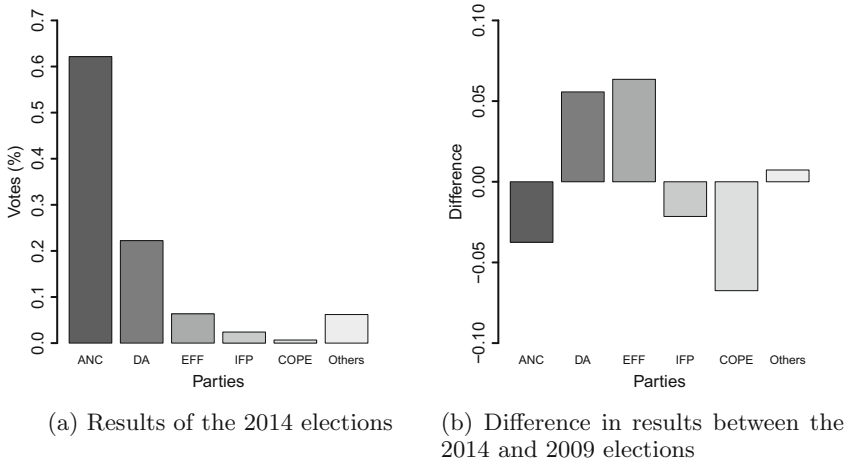 0.7
0.6
0.5
0.4
0.3
0.2
0.1
0.0
Votes (%)
ANC DA EFF IFP COPE Others
Parties
(a) Results of the 2014 elections
0.10
0.05
0.00
−0.05
−0.10
Difference
ANC DA EFF IFP COPE Others
Parties
(b) Difference in results between the
2014 and 2009 elections